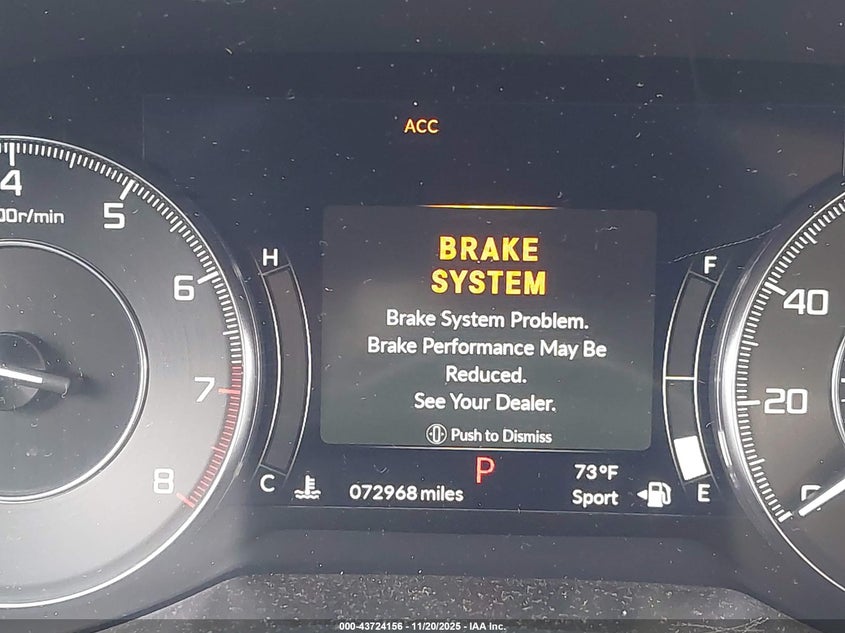 ACC
4
00r/min
5
6
7
8
H
C
BRAKE
SYSTEM
Brake System Problem.
Brake Performance May Be
Reduced.
See Your Dealer.
Push to Dismiss
P
072968 miles
73°F
Sport
F
E
40
20
000-43724156 - 11/20/2025 - IAA Inc.